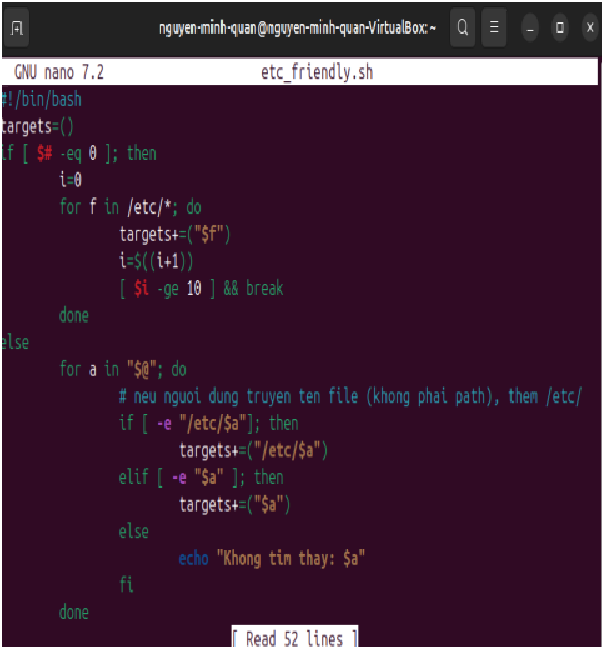 nguyen-minh-quan@nguyen-minh-quan-VirtualBox: ~
GNU nano 7.2 etc_friendly.sh
#!/bin/bash
targets=()
if [ $# -eq 0 ]; then
i=0
for f in /etc/*; do
targets+=("$f")
i=$((i+1))
[ $i -ge 10 ] && break
done
else
for a in "$@"; do
# neu nguoi dung truyen ten file (khong phai path), them /etc/
if [ -e "/etc/$a"]; then
targets+=("/etc/$a")
elif [ -e "$a" ]; then
targets+=("$a")
else
echo "Khong tim thay: $a"
fi
done
[ Read 52 lines ]